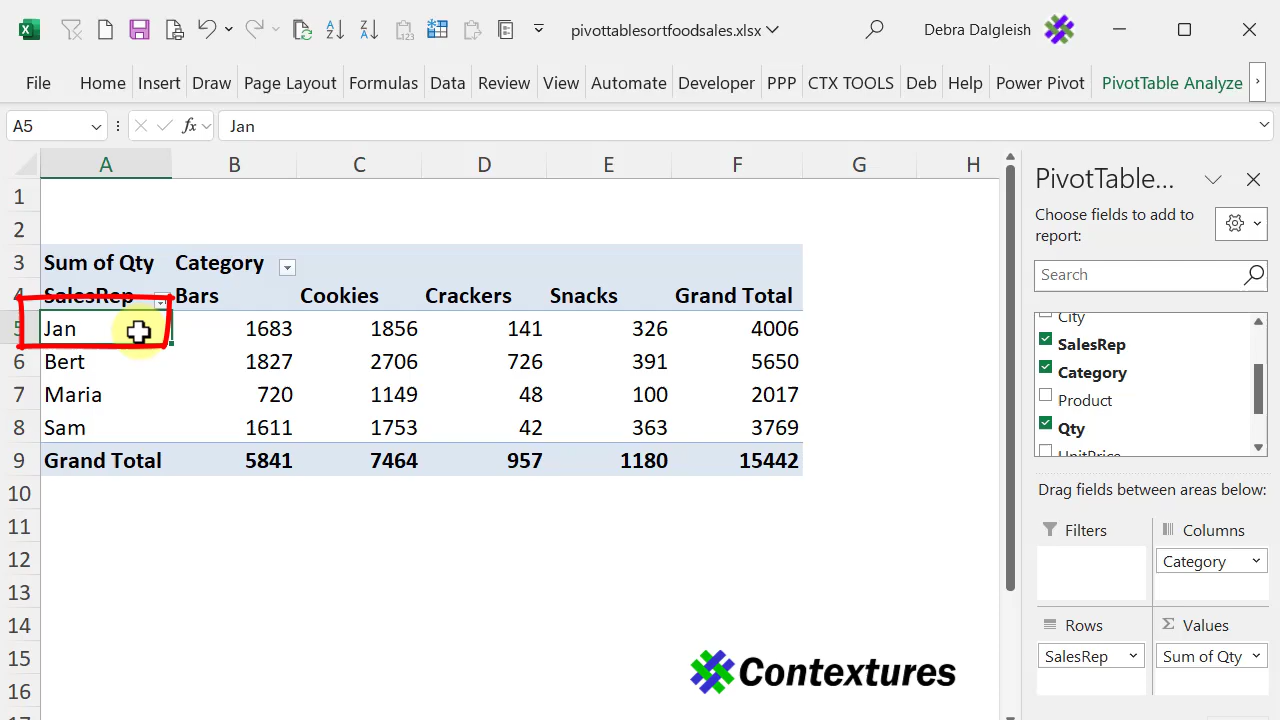 pivottablesortfoodsales.xlsx
Debra Dalgleish
File Home Insert Draw Page Layout Formulas Data Review View Automate Developer PPP CTX TOOLS Deb Help Power Pivot PivotTable Analyze
A5 fx Jan
A B C D E F G H
1
2
3 Sum of Qty Category
4 SalesRep Bars Cookies Crackers Snacks Grand Total
5 Jan 1683 1856 141 326 4006
6 Bert 1827 2706 726 391 5650
7 Maria 720 1149 48 100 2017
8 Sam 1611 1753 42 363 3769
9 Grand Total 5841 7464 957 1180 15442
10
11
12
13
14
15
16
17
Contextures
PivotTable...
Choose fields to add to
report:
Search
City
SalesRep
Category
Product
Qty
UnitPrice
Drag fields between areas below:
Filters Columns
Category
Rows Σ Values
SalesRep Sum of Qty